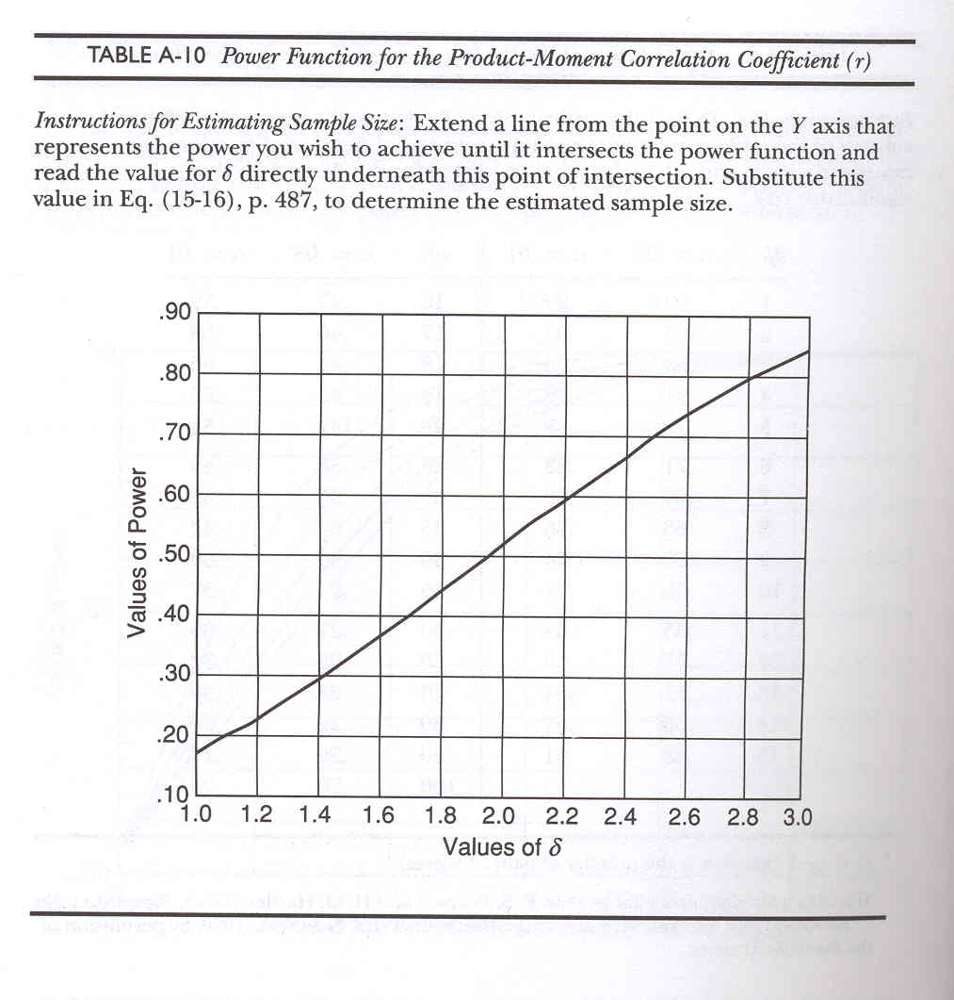 TABLE A-10 Power Function for the Product-Moment Correlation Coefficient (r)
Instructions for Estimating Sample Size: Extend a line from the point on the Y axis that
represents the power you wish to achieve until it intersects the power function and
read the value for δ directly underneath this point of intersection. Substitute this
value in Eq. (15-16), p. 487, to determine the estimated sample size.
.90
.80
.70
.60
.50
.40
.30
.20
.10
Values of Power
1.0 1.2 1.4 1.6 1.8 2.0 2.2 2.4 2.6 2.8 3.0
Values of δ